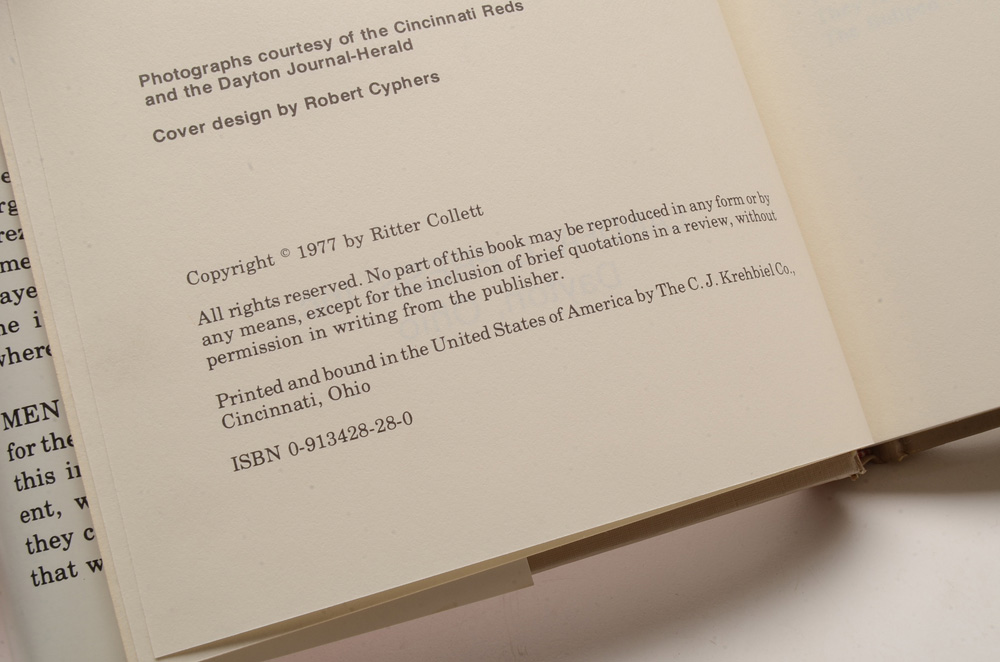 Photographs courtesy of the Cincinnati Reds
and the Dayton Journal-Herald
Cover design by Robert Cyphers
Copyright © 1977 by Ritter Collett
All rights reserved. No part of this book may be reproduced in any form or by
any means, except for the inclusion of brief quotations in a review, without
permission in writing from the publisher.
Printed and bound in the United States of America by The C. J. Krehbiel Co.,
Cincinnati, Ohio
ISBN 0-913428-28-0
MEN
for the
this
ent,
they
that